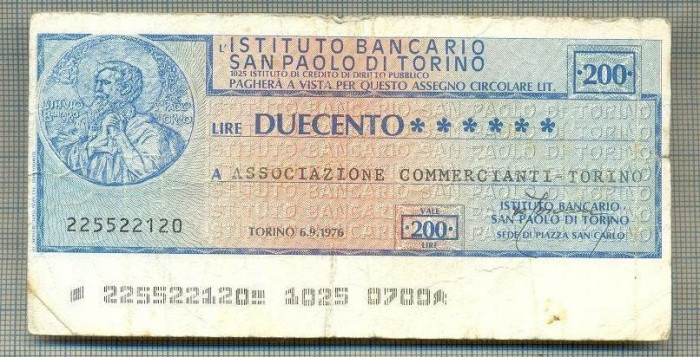 L'ISTITUTO BANCARIO
SAN PAOLO DI TORINO
1025 ISTITUTO DI CREDITO DI DIRITTO PUBBLICO
PAGHERÀ A VISTA PER QUESTO ASSEGNO CIRCOLARE LIT.
·200·
LIRE DUECENTO ******
A ASSOCIAZIONE COMMERCIANTI-TORINO
225522120
TORINO 6.9.1976
VALE
·200·
LIRE
ISTITUTO BANCARIO
SAN PAOLO DI TORINO
SEDE DI PIAZZA SAN CARLO
225522120 1025 0700